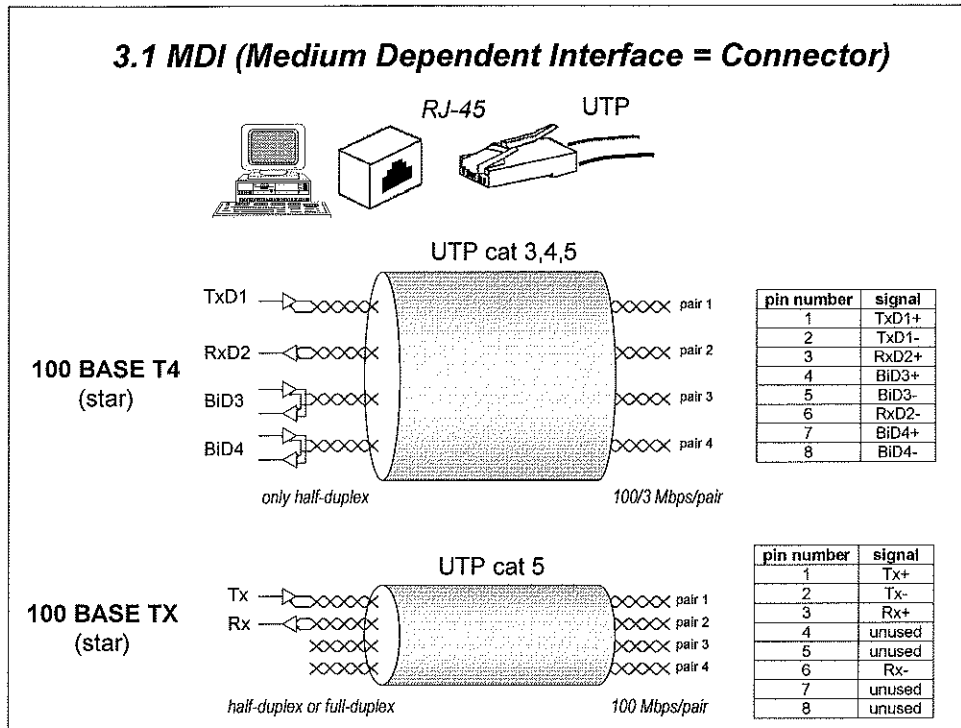 3.1 MDI (Medium Dependent Interface = Connector)
RJ-45
UTP
UTP cat 3,4,5
100 BASE T4
(star)
TxD1
RxD2
BiD3
BiD4
pair 1
pair 2
pair 3
pair 4
only half-duplex
100/3 Mbps/pair
pin number signal
1 TxD1+
2 TxD1-
3 RxD2+
4 BiD3+
5 BiD3-
6 RxD2-
7 BiD4+
8 BiD4-
UTP cat 5
100 BASE TX
(star)
Tx
Rx
pair 1
pair 2
pair 3
pair 4
half-duplex or full-duplex
100 Mbps/pair
pin number signal
1 Tx+
2 Tx-
3 Rx+
4 unused
5 unused
6 Rx-
7 unused
8 unused